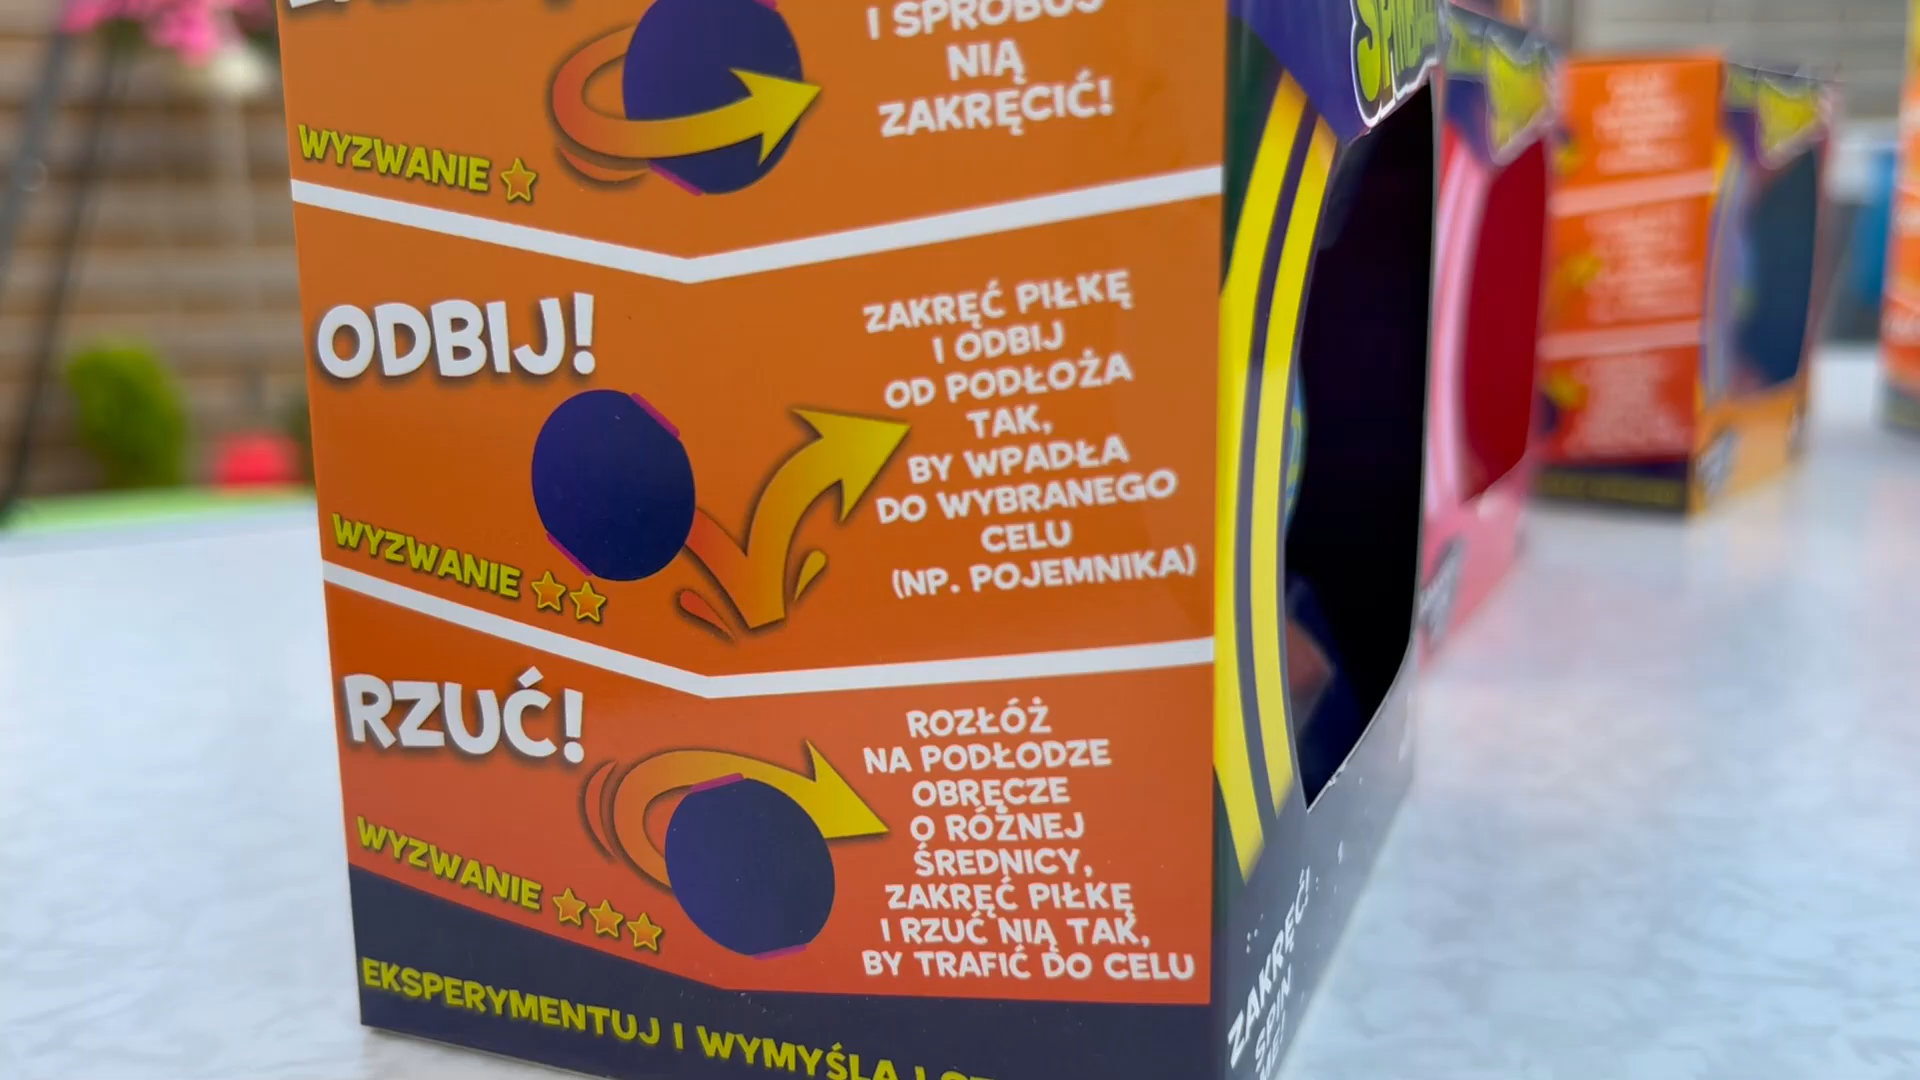 I SPRÓBUJ
NIĄ
ZAKRĘCIĆ!
WYZWANIE
ODBIJ!
ZAKRĘĆ PIŁKĘ
I ODBIJ
OD PODŁOŻA
TAK,
BY WPADŁA
DO WYBRANEGO
CELU
(NP. POJEMNIKA)
WYZWANIE
RZUĆ!
ROZŁÓŻ
NA PODŁODZE
OBRĘCZE
O RÓŻNEJ
ŚREDNICY,
ZAKRĘĆ PIŁKĘ
I RZUĆ NIĄ TAK,
BY TRAFIĆ DO CELU
WYZWANIE
EKSPERYMENTUJ I WYMYŚLAJ
ZAKRĘĆ!
SPIN
ME!